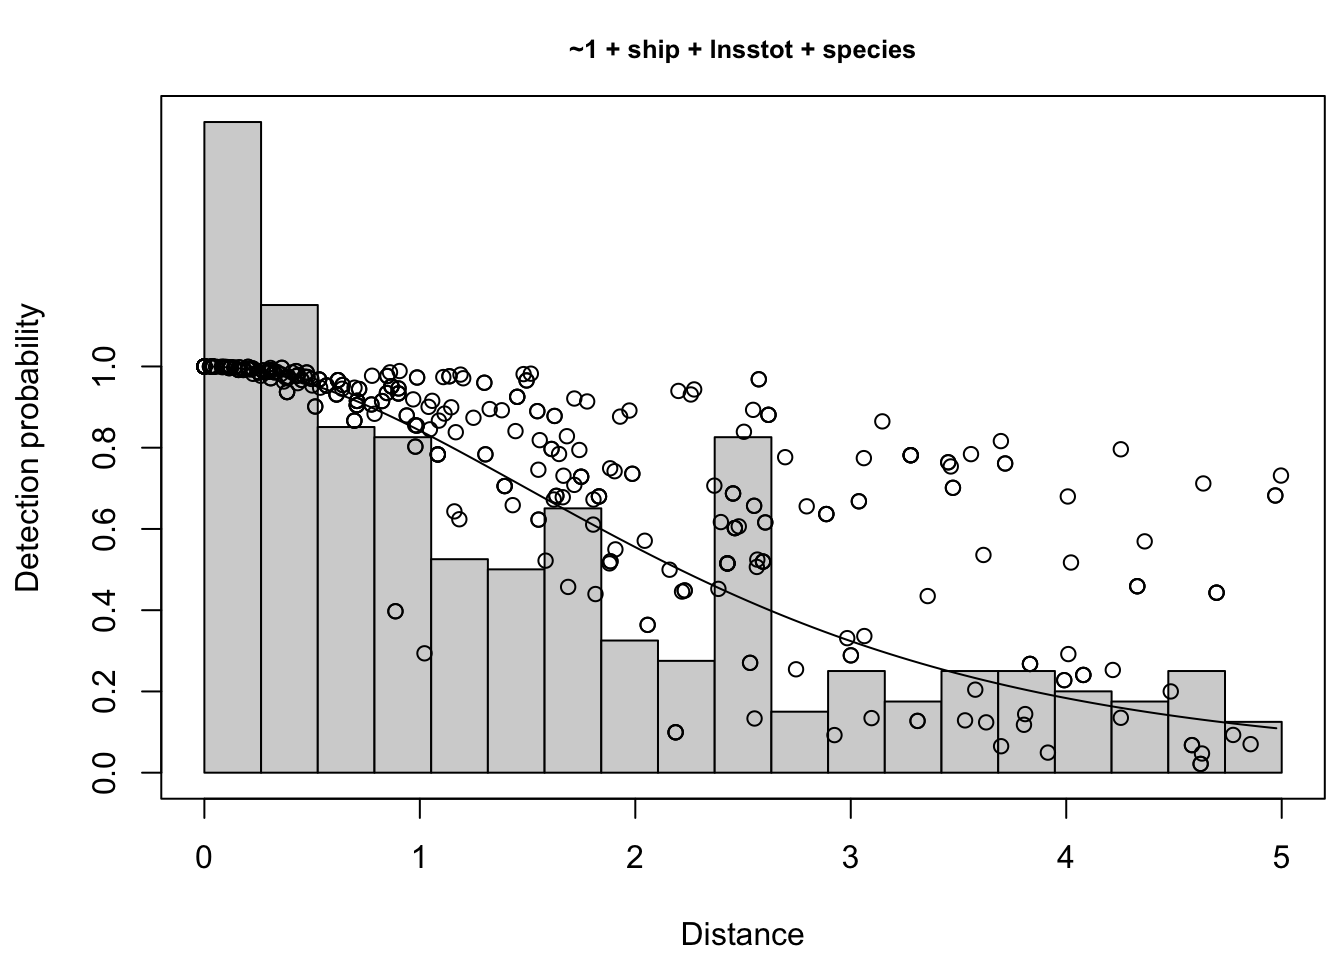 ~1 + ship + lnsstot + species
Detection probability
1.0
0.8
0.6
0.4
0.2
0.0
0 1 2 3 4 5
Distance